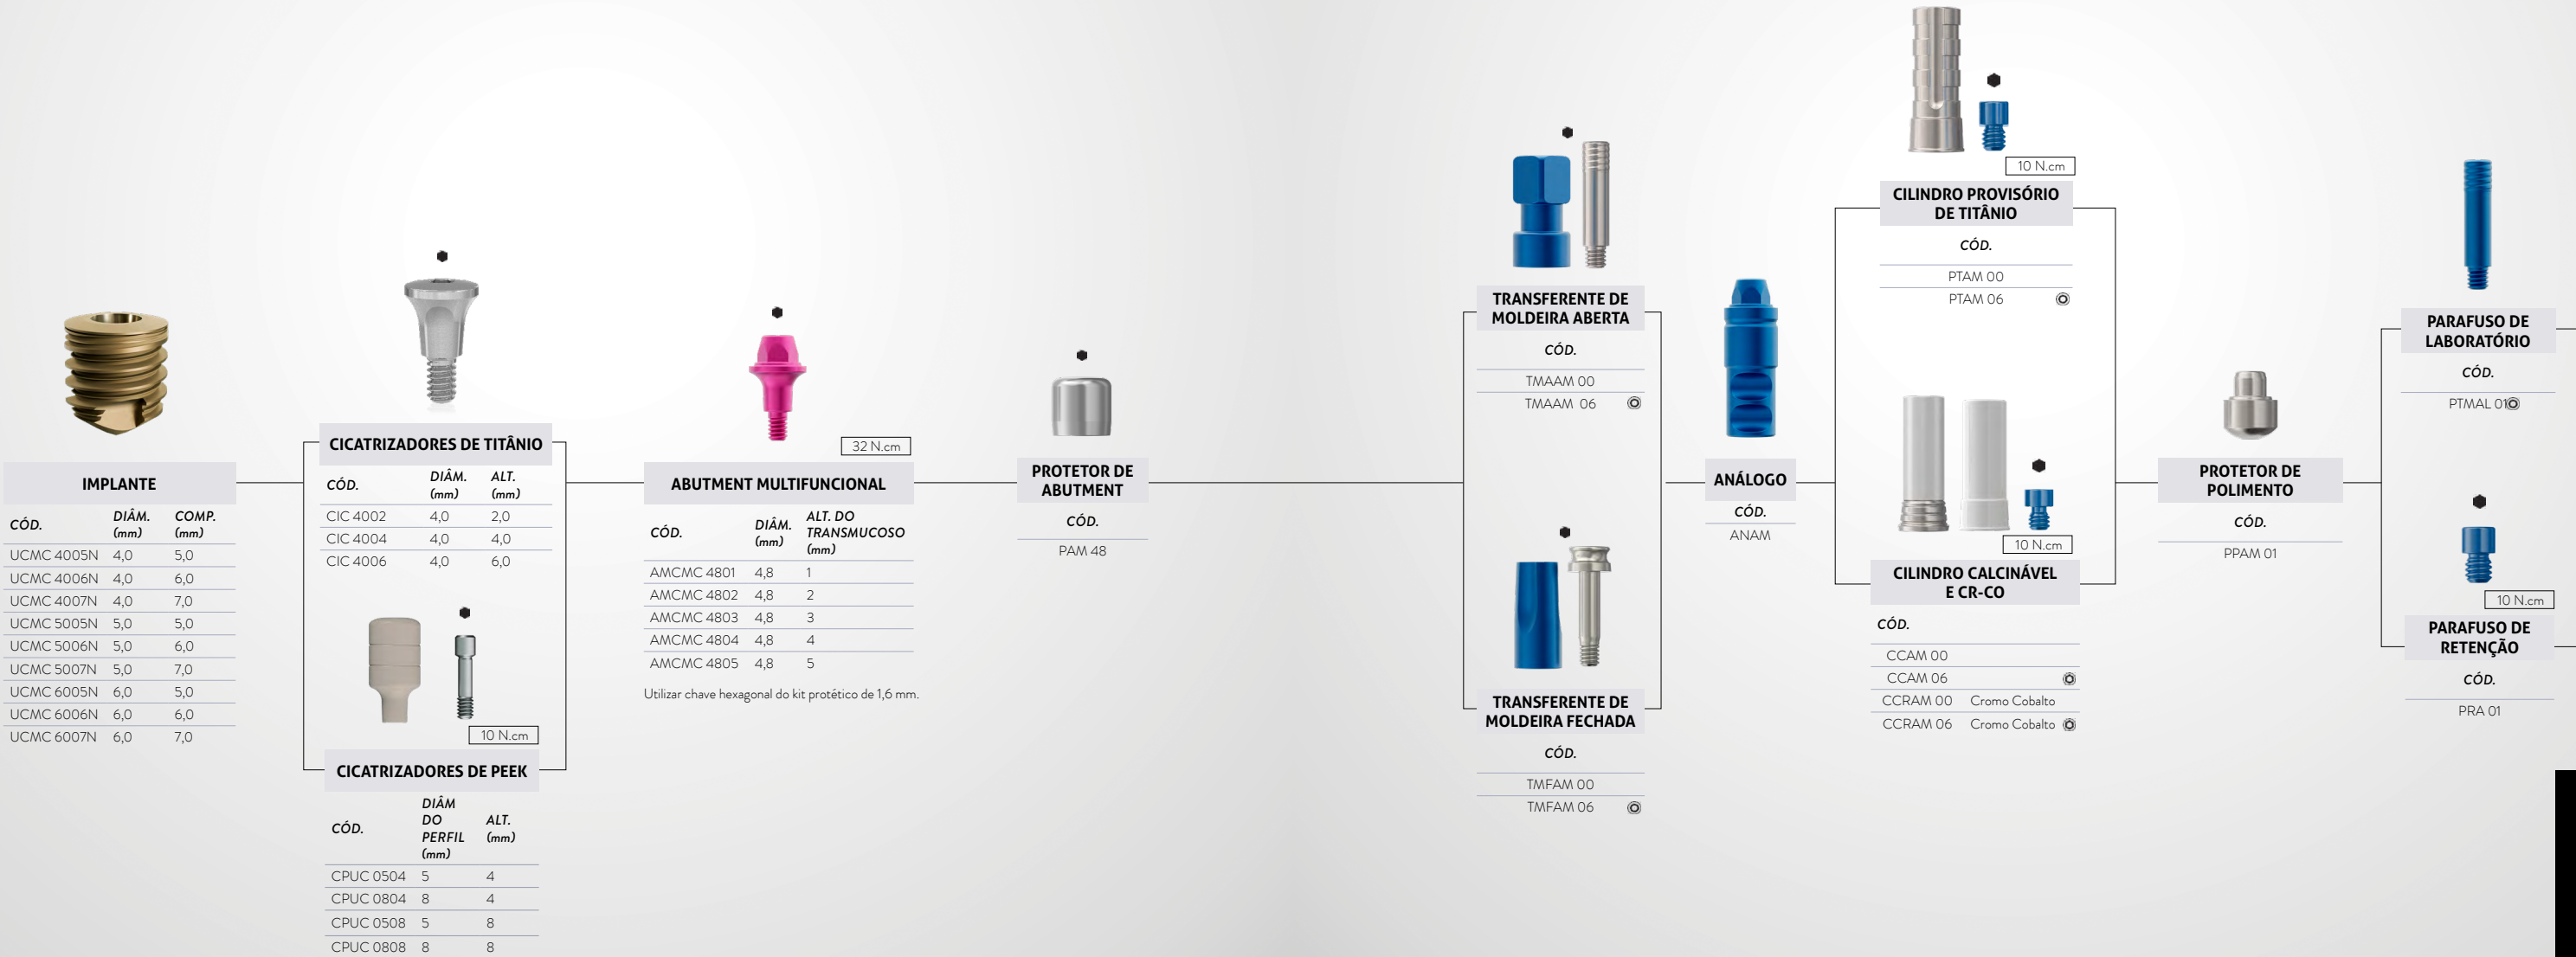 IMPLANTE
CÓD. DIÂM. (mm) COMP. (mm)
UCMC 4005N 4,0 5,0
UCMC 4006N 4,0 6,0
UCMC 4007N 4,0 7,0
UCMC 5005N 5,0 5,0
UCMC 5006N 5,0 6,0
UCMC 5007N 5,0 7,0
UCMC 6005N 6,0 5,0
UCMC 6006N 6,0 6,0
UCMC 6007N 6,0 7,0
CICATRIZADORES DE TITÂNIO
CÓD. DIÂM. (mm) ALT. (mm)
CIC 4002 4,0 2,0
CIC 4004 4,0 4,0
CIC 4006 4,0 6,0
10 N.cm
CICATRIZADORES DE PEEK
CÓD. DIÂM DO PERFIL (mm) ALT. (mm)
CPUC 0504 5 4
CPUC 0804 8 4
CPUC 0508 5 8
CPUC 0808 8 8
32 N.cm
ABUTMENT MULTIFUNCIONAL
CÓD. DIÂM. (mm) ALT. DO TRANSMUCOSO (mm)
AMCMC 4801 4,8 1
AMCMC 4802 4,8 2
AMCMC 4803 4,8 3
AMCMC 4804 4,8 4
AMCMC 4805 4,8 5
Utilizar chave hexagonal do kit protético de 1,6 mm.
PROTETOR DE
ABUTMENT
CÓD.
PAM 48
TRANSFERENTE DE
MOLDEIRA ABERTA
CÓD.
TMAAM 00
TMAAM 06
TRANSFERENTE DE
MOLDEIRA FECHADA
CÓD.
TMFAM 00
TMFAM 06
ANÁLOGO
CÓD.
ANAM
10 N.cm
CILINDRO PROVISÓRIO
DE TITÂNIO
CÓD.
PTAM 00
PTAM 06
10 N.cm
CILINDRO CALCINÁVEL
E CR-CO
CÓD.
CCAM 00
CCAM 06
CCRAM 00 Cromo Cobalto
CCRAM 06 Cromo Cobalto
PROTETOR DE
POLIMENTO
CÓD.
PPAM 01
PARAFUSO DE
LABORATÓRIO
CÓD.
PTMAL 01
10 N.cm
PARAFUSO DE
RETENÇÃO
CÓD.
PRA 01